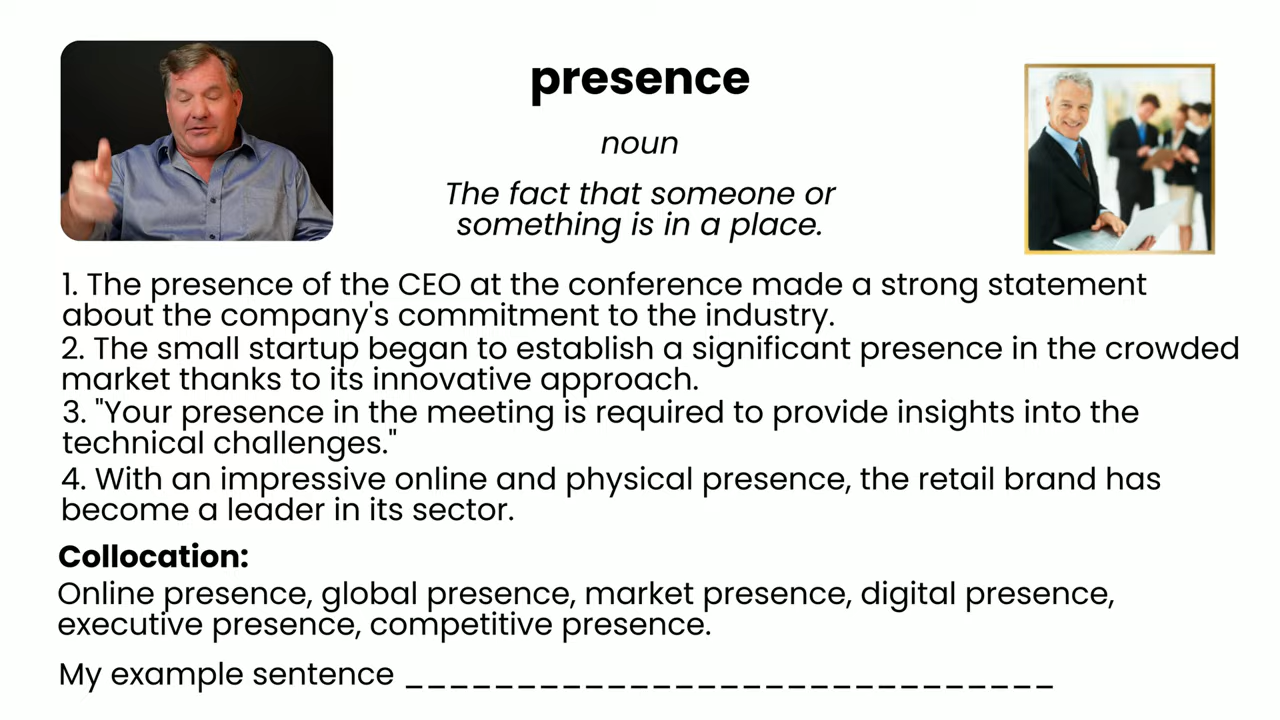 presence
noun
The fact that someone or
something is in a place.
1. The presence of the CEO at the conference made a strong statement
about the company's commitment to the industry.
2. The small startup began to establish a significant presence in the crowded
market thanks to its innovative approach.
3. "Your presence in the meeting is required to provide insights into the
technical challenges."
4. With an impressive online and physical presence, the retail brand has
become a leader in its sector.
Collocation:
Online presence, global presence, market presence, digital presence,
executive presence, competitive presence.
My example sentence _ _ _ _ _ _ _ _ _ _ _ _ _ _ _ _ _ _ _ _ _ _ _ _ _ _ _ _ _